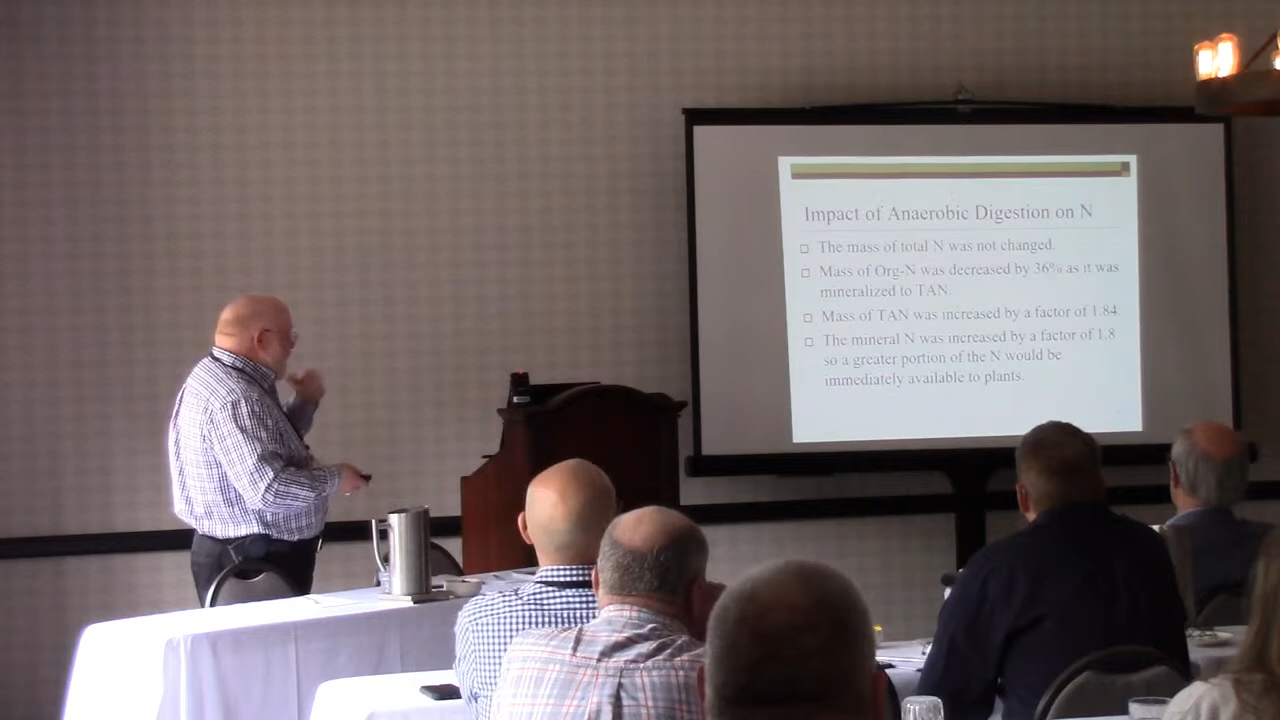 Impact of Anaerobic Digestion on N
The mass of total N was not changed.
Mass of Org-N was decreased by 36% as it was
mineralized to TAN.
Mass of TAN was increased by a factor of 1.84.
The mineral N was increased by a factor of 1.8
so a greater portion of the N would be
immediately available to plants.